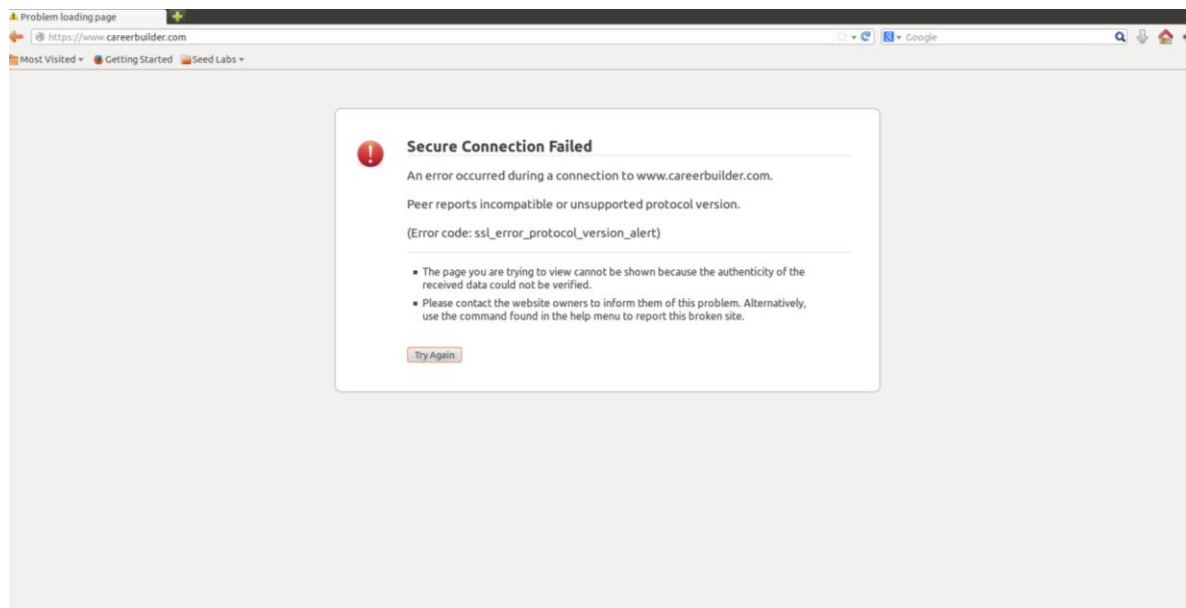 Problem loading page
https://www.careerbuilder.com
Google
Most Visited
Getting Started
Seed Labs
Secure Connection Failed
An error occurred during a connection to www.careerbuilder.com.
Peer reports incompatible or unsupported protocol version.
(Error code: ssl_error_protocol_version_alert)
The page you are trying to view cannot be shown because the authenticity of the
received data could not be verified.
Please contact the website owners to inform them of this problem. Alternatively,
use the command found in the help menu to report this broken site.
Try Again